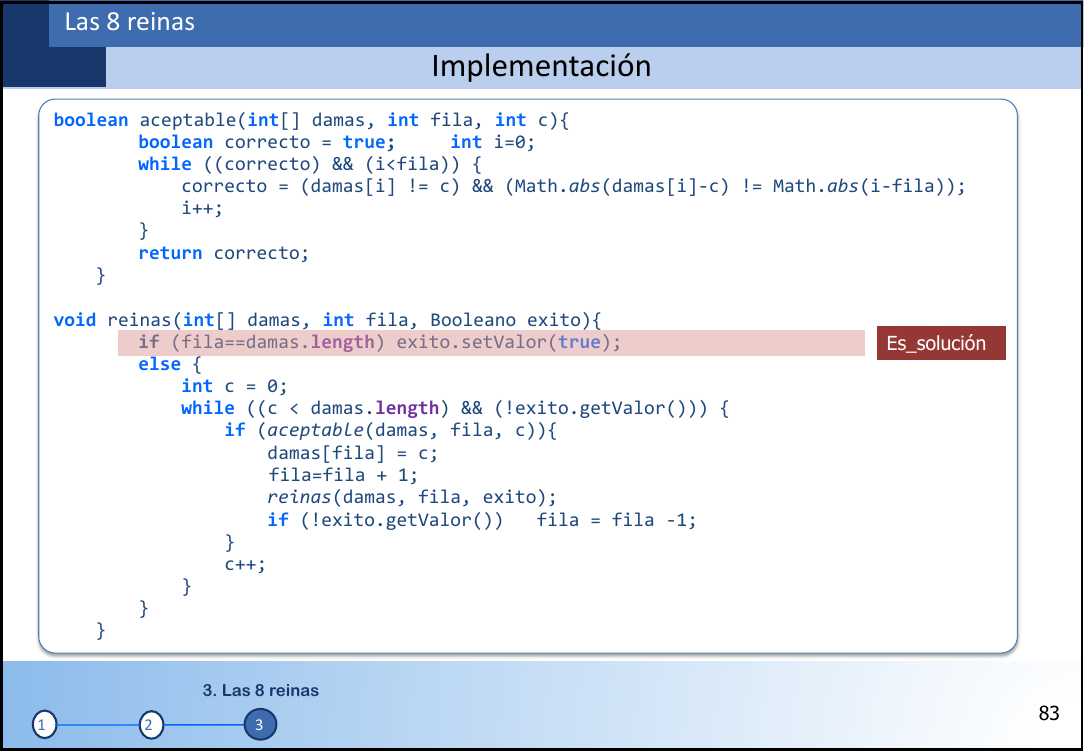 Las 8 reinas
Implementación
boolean aceptable(int[] damas, int fila, int c){
boolean correcto = true; int i=0;
while ((correcto) && (i<fila)) {
correcto = (damas[i] != c) && (Math.abs(damas[i]-c) != Math.abs(i-fila));
i++;
}
return correcto;
}
void reinas(int[] damas, int fila, Booleano exito){
if (fila==damas.length) exito.setValor(true);
Es_solución
else {
int c = 0;
while ((c < damas.length) && (!exito.getValor())) {
if (aceptable(damas, fila, c)){
damas[fila] = c;
fila=fila + 1;
reinas(damas, fila, exito);
if (!exito.getValor()) fila = fila -1;
}
c++;
}
}
}
3. Las 8 reinas
1 2 3
83